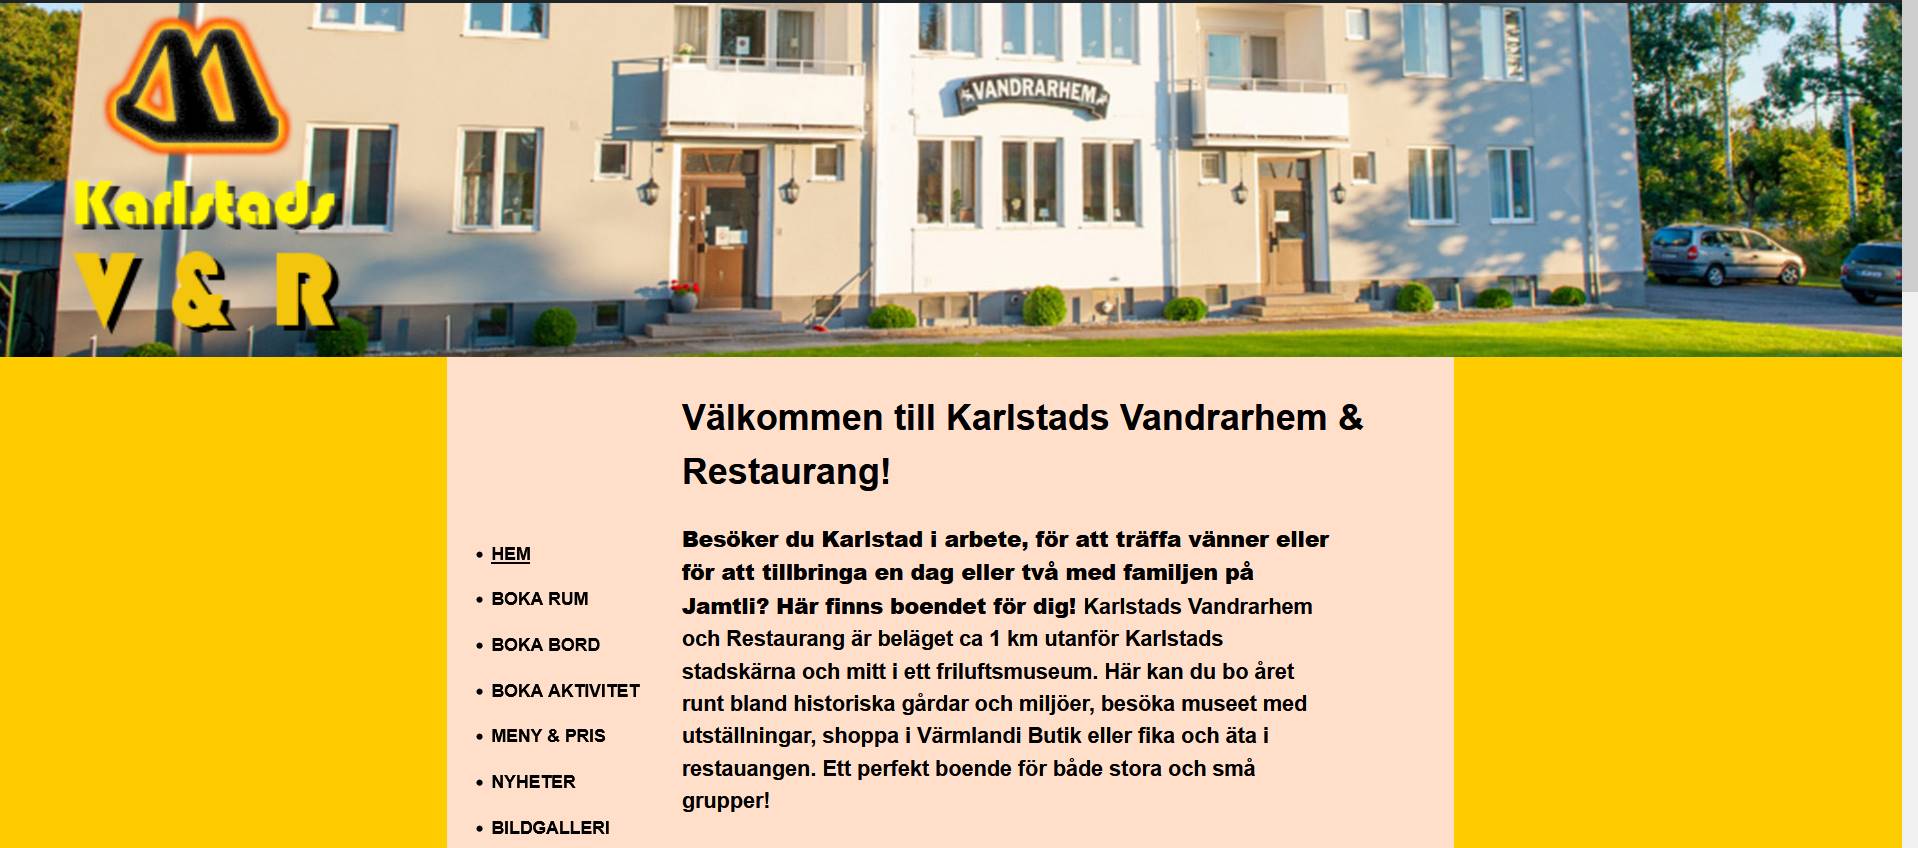 Karlstads
V & R
VANDRARHEM
Välkommen till Karlstads Vandrarhem &
Restaurang!
Besöker du Karlstad i arbete, för att träffa vänner eller
för att tillbringa en dag eller två med familjen på
Jamtli? Här finns boendet för dig! Karlstads Vandrarhem
och Restaurang är beläget ca 1 km utanför Karlstads
stadskärna och mitt i ett friluftsmuseum. Här kan du bo året
runt bland historiska gårdar och miljöer, besöka museet med
utställningar, shoppa i Värmlandi Butik eller fika och äta i
restauangen. Ett perfekt boende för både stora och små
grupper!
• HEM
• BOKA RUM
• BOKA BORD
• BOKA AKTIVITET
• MENY & PRIS
• NYHETER
• BILDGALLERI